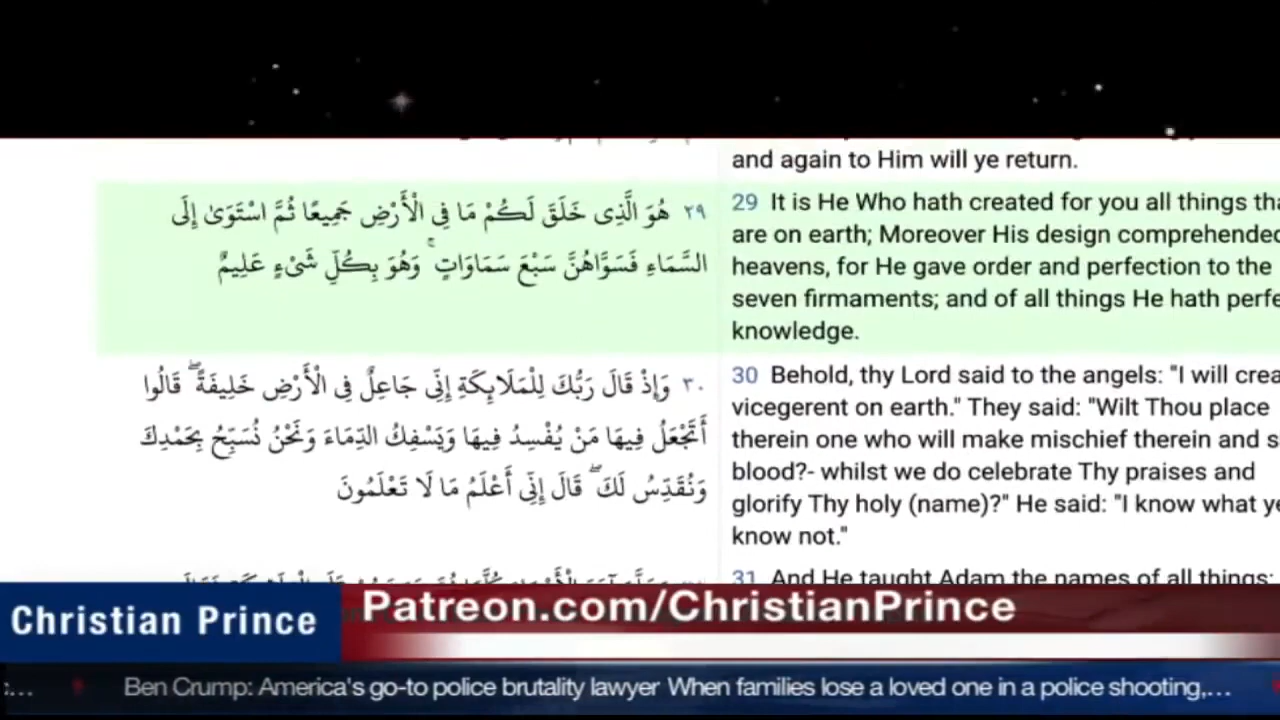 and again to Him will ye return.
٢٩ هُوَ الَّذِى خَلَقَ لَكُمْ مَا فِى الْأَرْضِ جَمِيعًا ثُمَّ اسْتَوَىٰ إِلَى
السَّمَاءِ فَسَوَّاهُنَّ سَبْعَ سَمَاوَاتٍ ۚ وَهُوَ بِكُلِّ شَىْءٍ عَلِيمٌ
29 It is He Who hath created for you all things tha
are on earth; Moreover His design comprehended
heavens, for He gave order and perfection to the
seven firmaments; and of all things He hath perfe
knowledge.
٣٠ وَإِذْ قَالَ رَبُّكَ لِلْمَلَائِكَةِ إِنِّى جَاعِلٌ فِى الْأَرْضِ خَلِيفَةً ۖ قَالُوا
أَتَجْعَلُ فِيهَا مَنْ يُفْسِدُ فِيهَا وَيَسْفِكُ الدِّمَاءَ وَنَحْنُ نُسَبِّحُ بِحَمْدِكَ
وَنُقَدِّسُ لَكَ ۖ قَالَ إِنِّى أَعْلَمُ مَا لَا تَعْلَمُونَ
30 Behold, thy Lord said to the angels: "I will crea
vicegerent on earth." They said: "Wilt Thou place
therein one who will make mischief therein and s
blood?- whilst we do celebrate Thy praises and
glorify Thy holy (name)?" He said: "I know what ye
know not."
31 And He taught Adam the names of all things;
Christian Prince
Patreon.com/ChristianPrince
:... Ben Crump: America's go-to police brutality lawyer When families lose a loved one in a police shooting,...